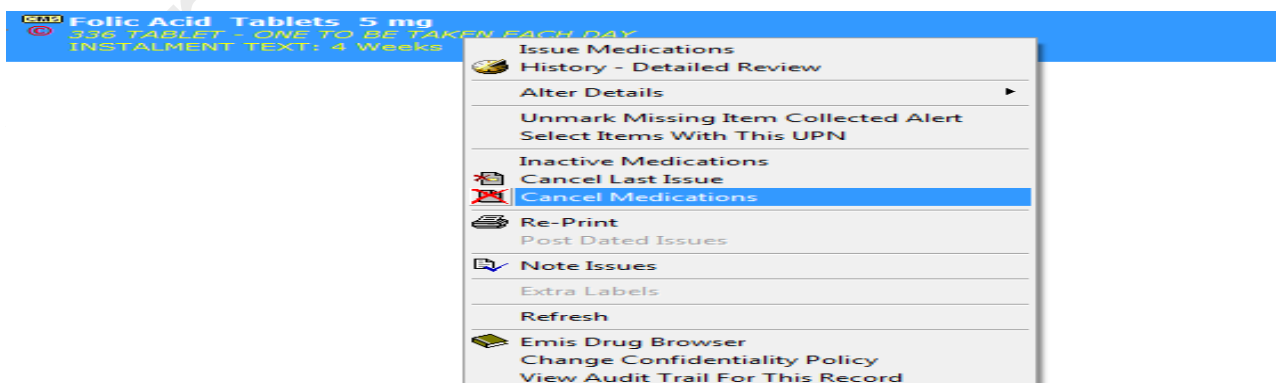 CMS
Folic Acid Tablets 5 mg
©
336 TABLET - ONE TO BE TAKEN EACH DAY
INSTALMENT TEXT: 4 Weeks
Issue Medications
History - Detailed Review
Alter Details
Unmark Missing Item Collected Alert
Select Items With This UPN
Inactive Medications
Cancel Last Issue
Cancel Medications
Re-Print
Post Dated Issues
Note Issues
Extra Labels
Refresh
Emis Drug Browser
Change Confidentiality Policy
View Audit Trail For This Record